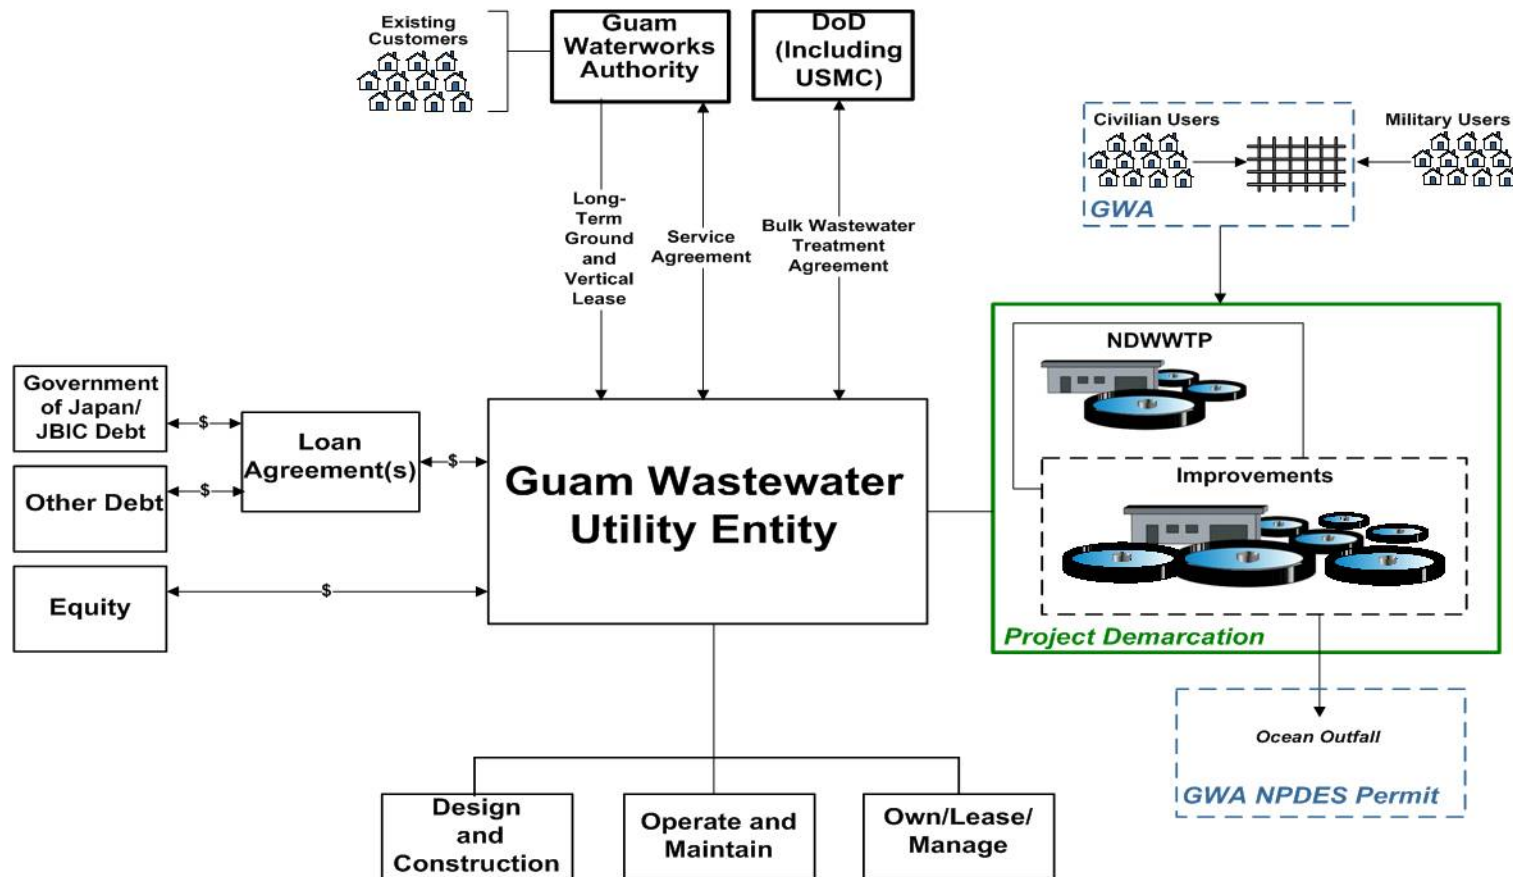 Existing
Customers
Guam
Waterworks
Authority
DoD
(Including
USMC)
Civilian Users
Military Users
GWA
Long-
Term
Ground
and
Vertical
Lease
Service
Agreement
Bulk Wastewater
Treatment
Agreement
Government
of Japan/
JBIC Debt
$
Loan
Agreement(s)
$
Other Debt
$
Equity
$
Guam Wastewater
Utility Entity
NDWWTP
Improvements
Project Demarcation
Ocean Outfall
GWA NPDES Permit
Design
and
Construction
Operate and
Maintain
Own/Lease/
Manage